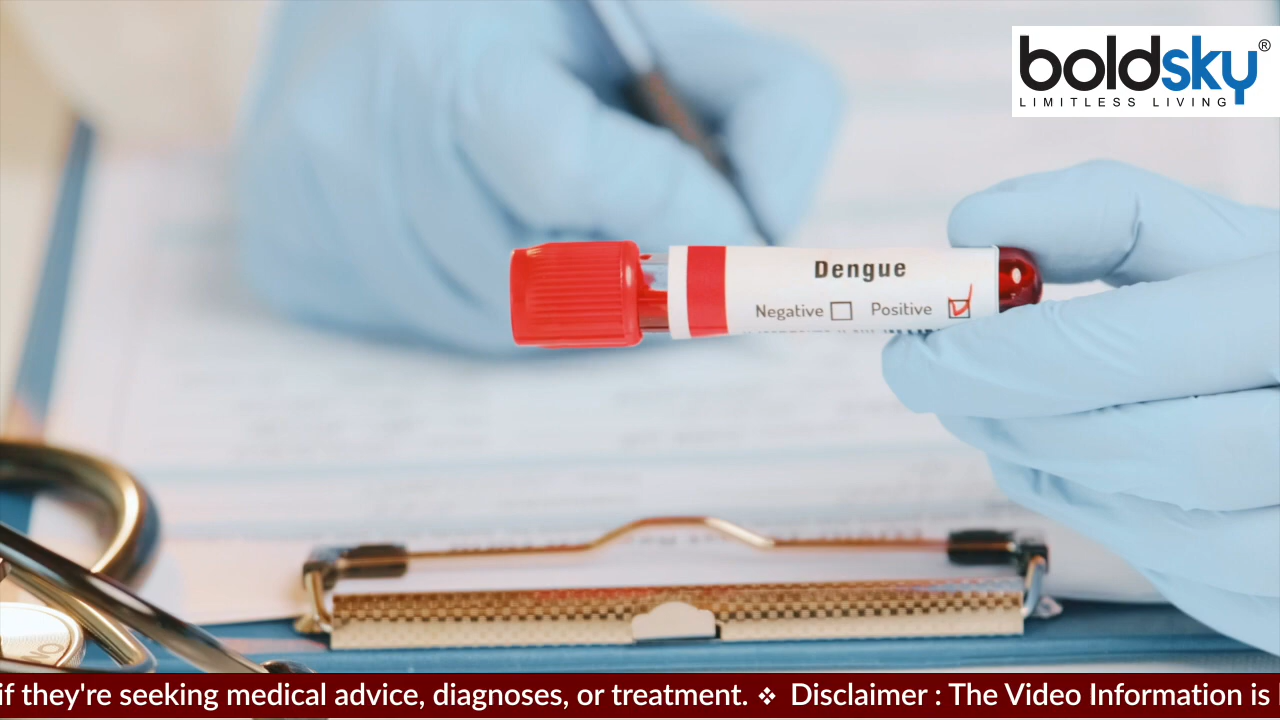 boldsky®
LIMITLESS LIVING
Dengue
Negative Positive
if they're seeking medical advice, diagnoses, or treatment. ❖ Disclaimer : The Video Information is